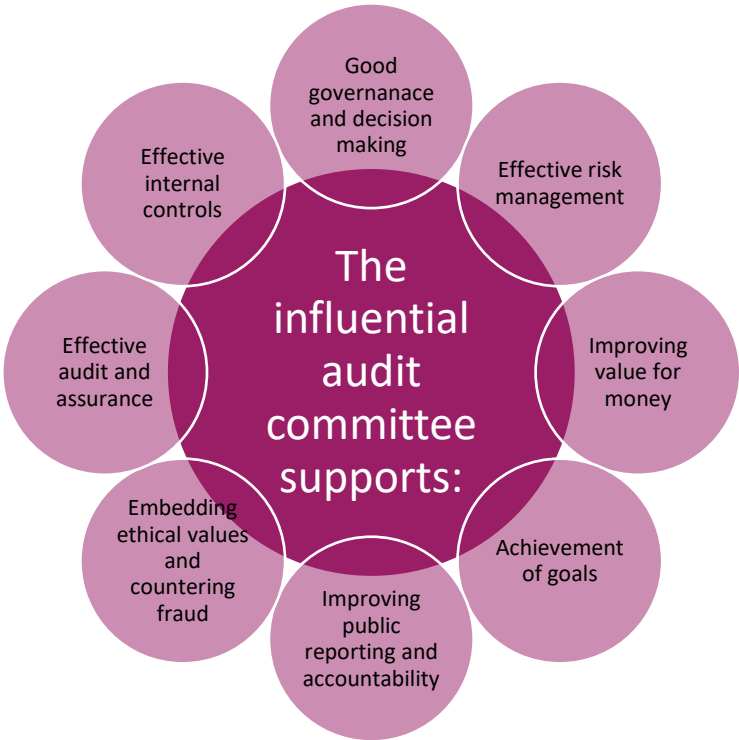 The
influential
audit
committee
supports:
Good
governanace
and decision
making
Effective risk
management
Improving
value for
money
Achievement
of goals
Improving
public
reporting and
accountability
Embedding
ethical values
and
countering
fraud
Effective
audit and
assurance
Effective
internal
controls